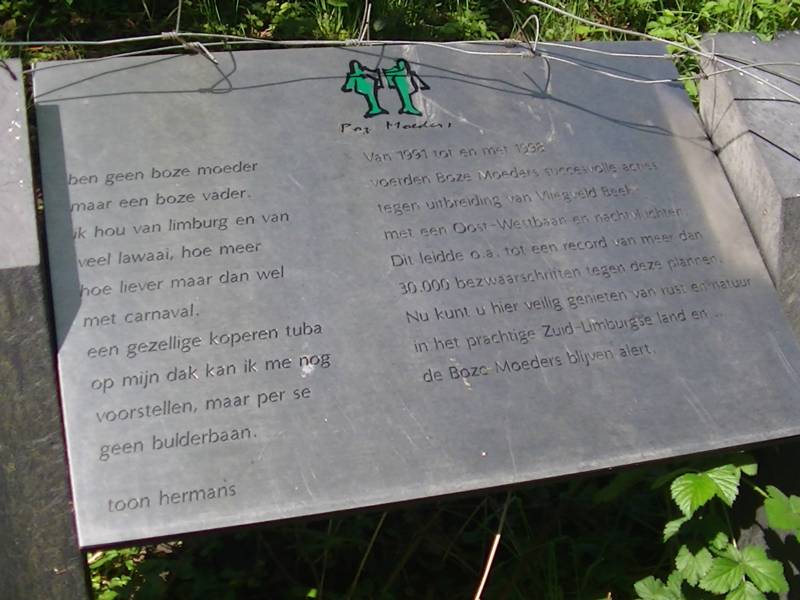 Boze Moeders
ben geen boze moeder
maar een boze vader.
ik hou van limburg en van
veel lawaai, hoe meer
hoe liever maar dan wel
met carnaval.
een gezellige koperen tuba
op mijn dak kan ik me nog
voorstellen, maar per se
geen bulderbaan.
toon hermans
Van 1991 tot en met 1998
voerden Boze Moeders succesvolle acties
tegen uitbreiding van Vliegveld Beek
met een Oost-Westbaan en nachtvluchten.
Dit leidde o.a. tot een record van meer dan
30.000 bezwaarschriften tegen deze plannen.
Nu kunt u hier veilig genieten van rust en natuur
in het prachtige Zuid-Limburgse land en ...
de Boze Moeders blijven alert.